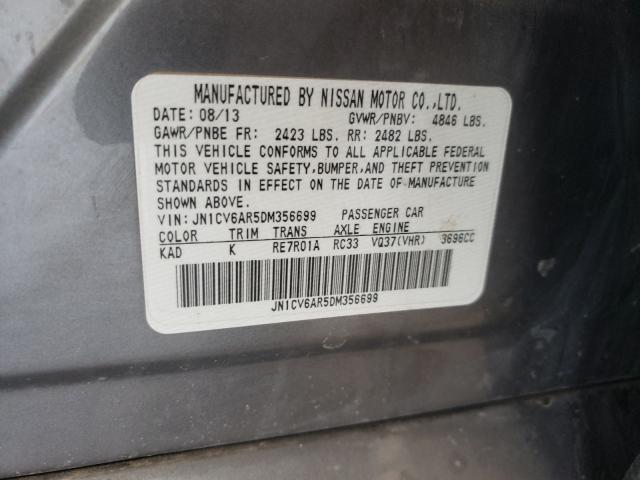 MANUFACTURED BY NISSAN MOTOR CO.,LTD.
DATE: 08/13 GVWR/PNBV: 4846 LBS.
GAWR/PNBE FR: 2423 LBS. RR: 2482 LBS.
THIS VEHICLE CONFORMS TO ALL APPLICABLE FEDERAL
MOTOR VEHICLE SAFETY,BUMPER,AND THEFT PREVENTION
STANDARDS IN EFFECT ON THE DATE OF MANUFACTURE
SHOWN ABOVE.
VIN: JN1CV6AR5DM356699 PASSENGER CAR
COLOR TRIM TRANS AXLE ENGINE
KAD K RE7R01A RC33 VQ37(VHR) 3696CC
JN1CV6AR5DM356699